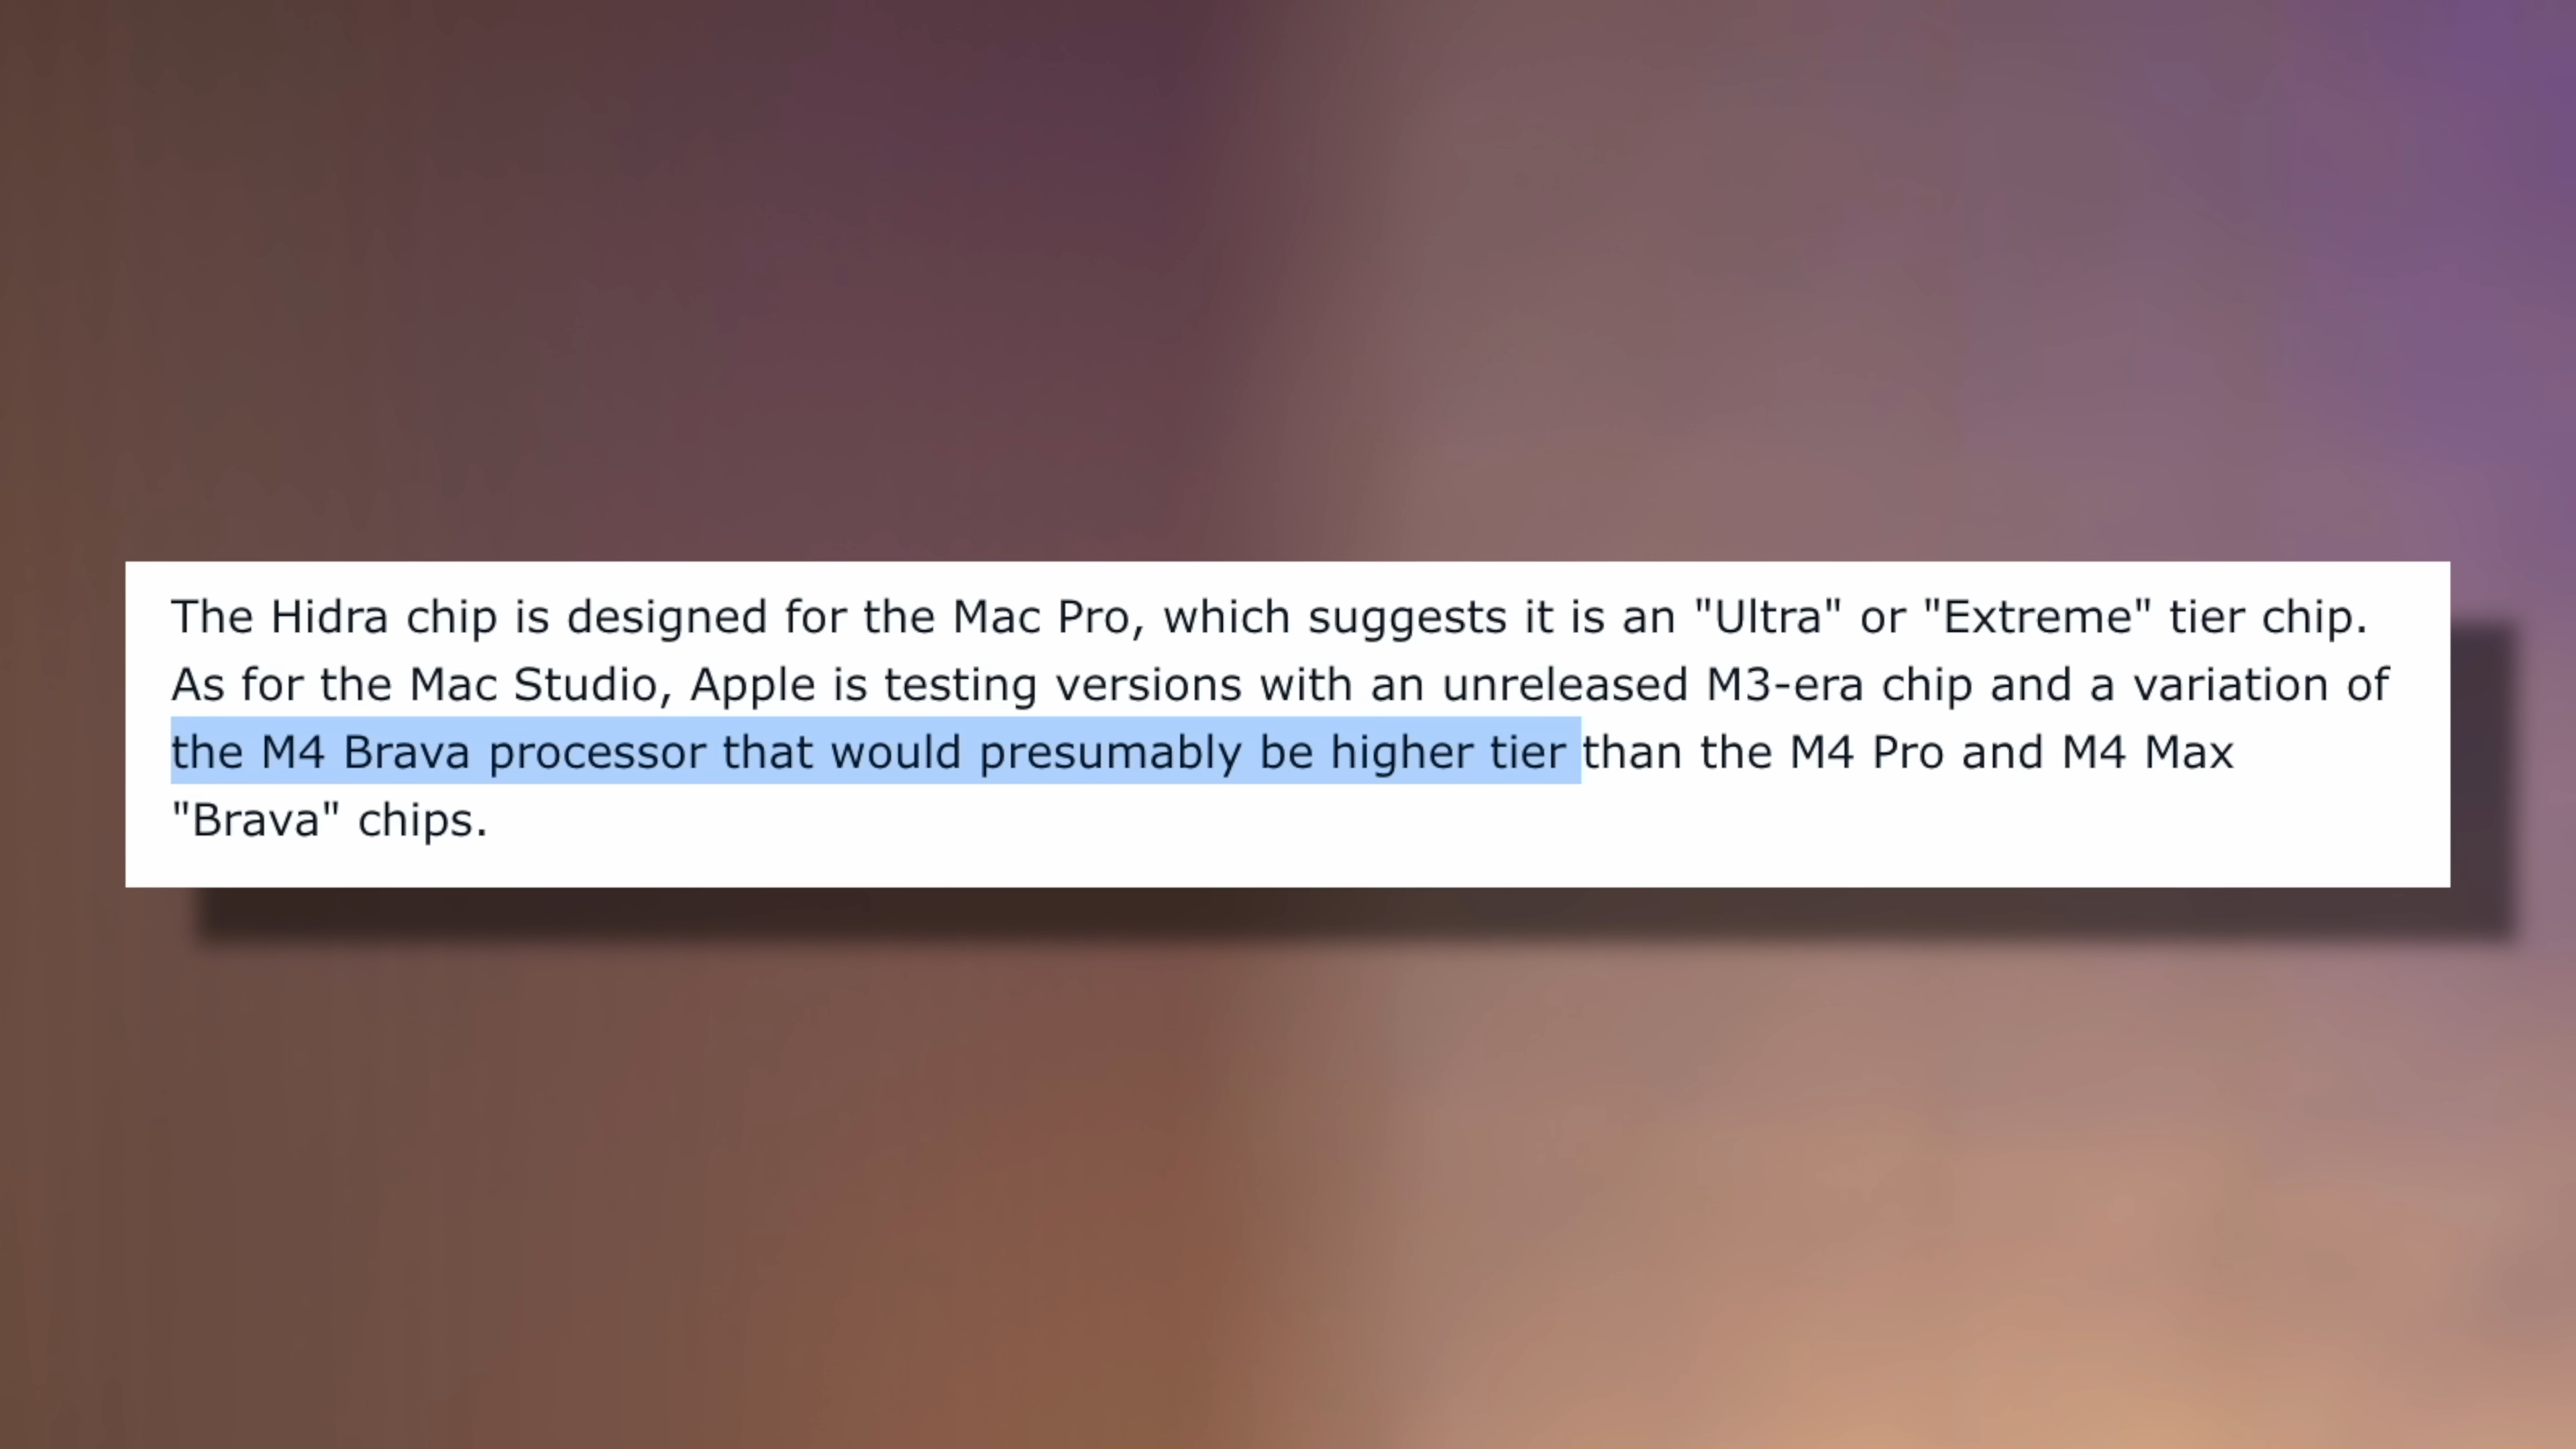 The Hidra chip is designed for the Mac Pro, which suggests it is an "Ultra" or "Extreme" tier chip.
As for the Mac Studio, Apple is testing versions with an unreleased M3-era chip and a variation of
the M4 Brava processor that would presumably be higher tier than the M4 Pro and M4 Max
"Brava" chips.